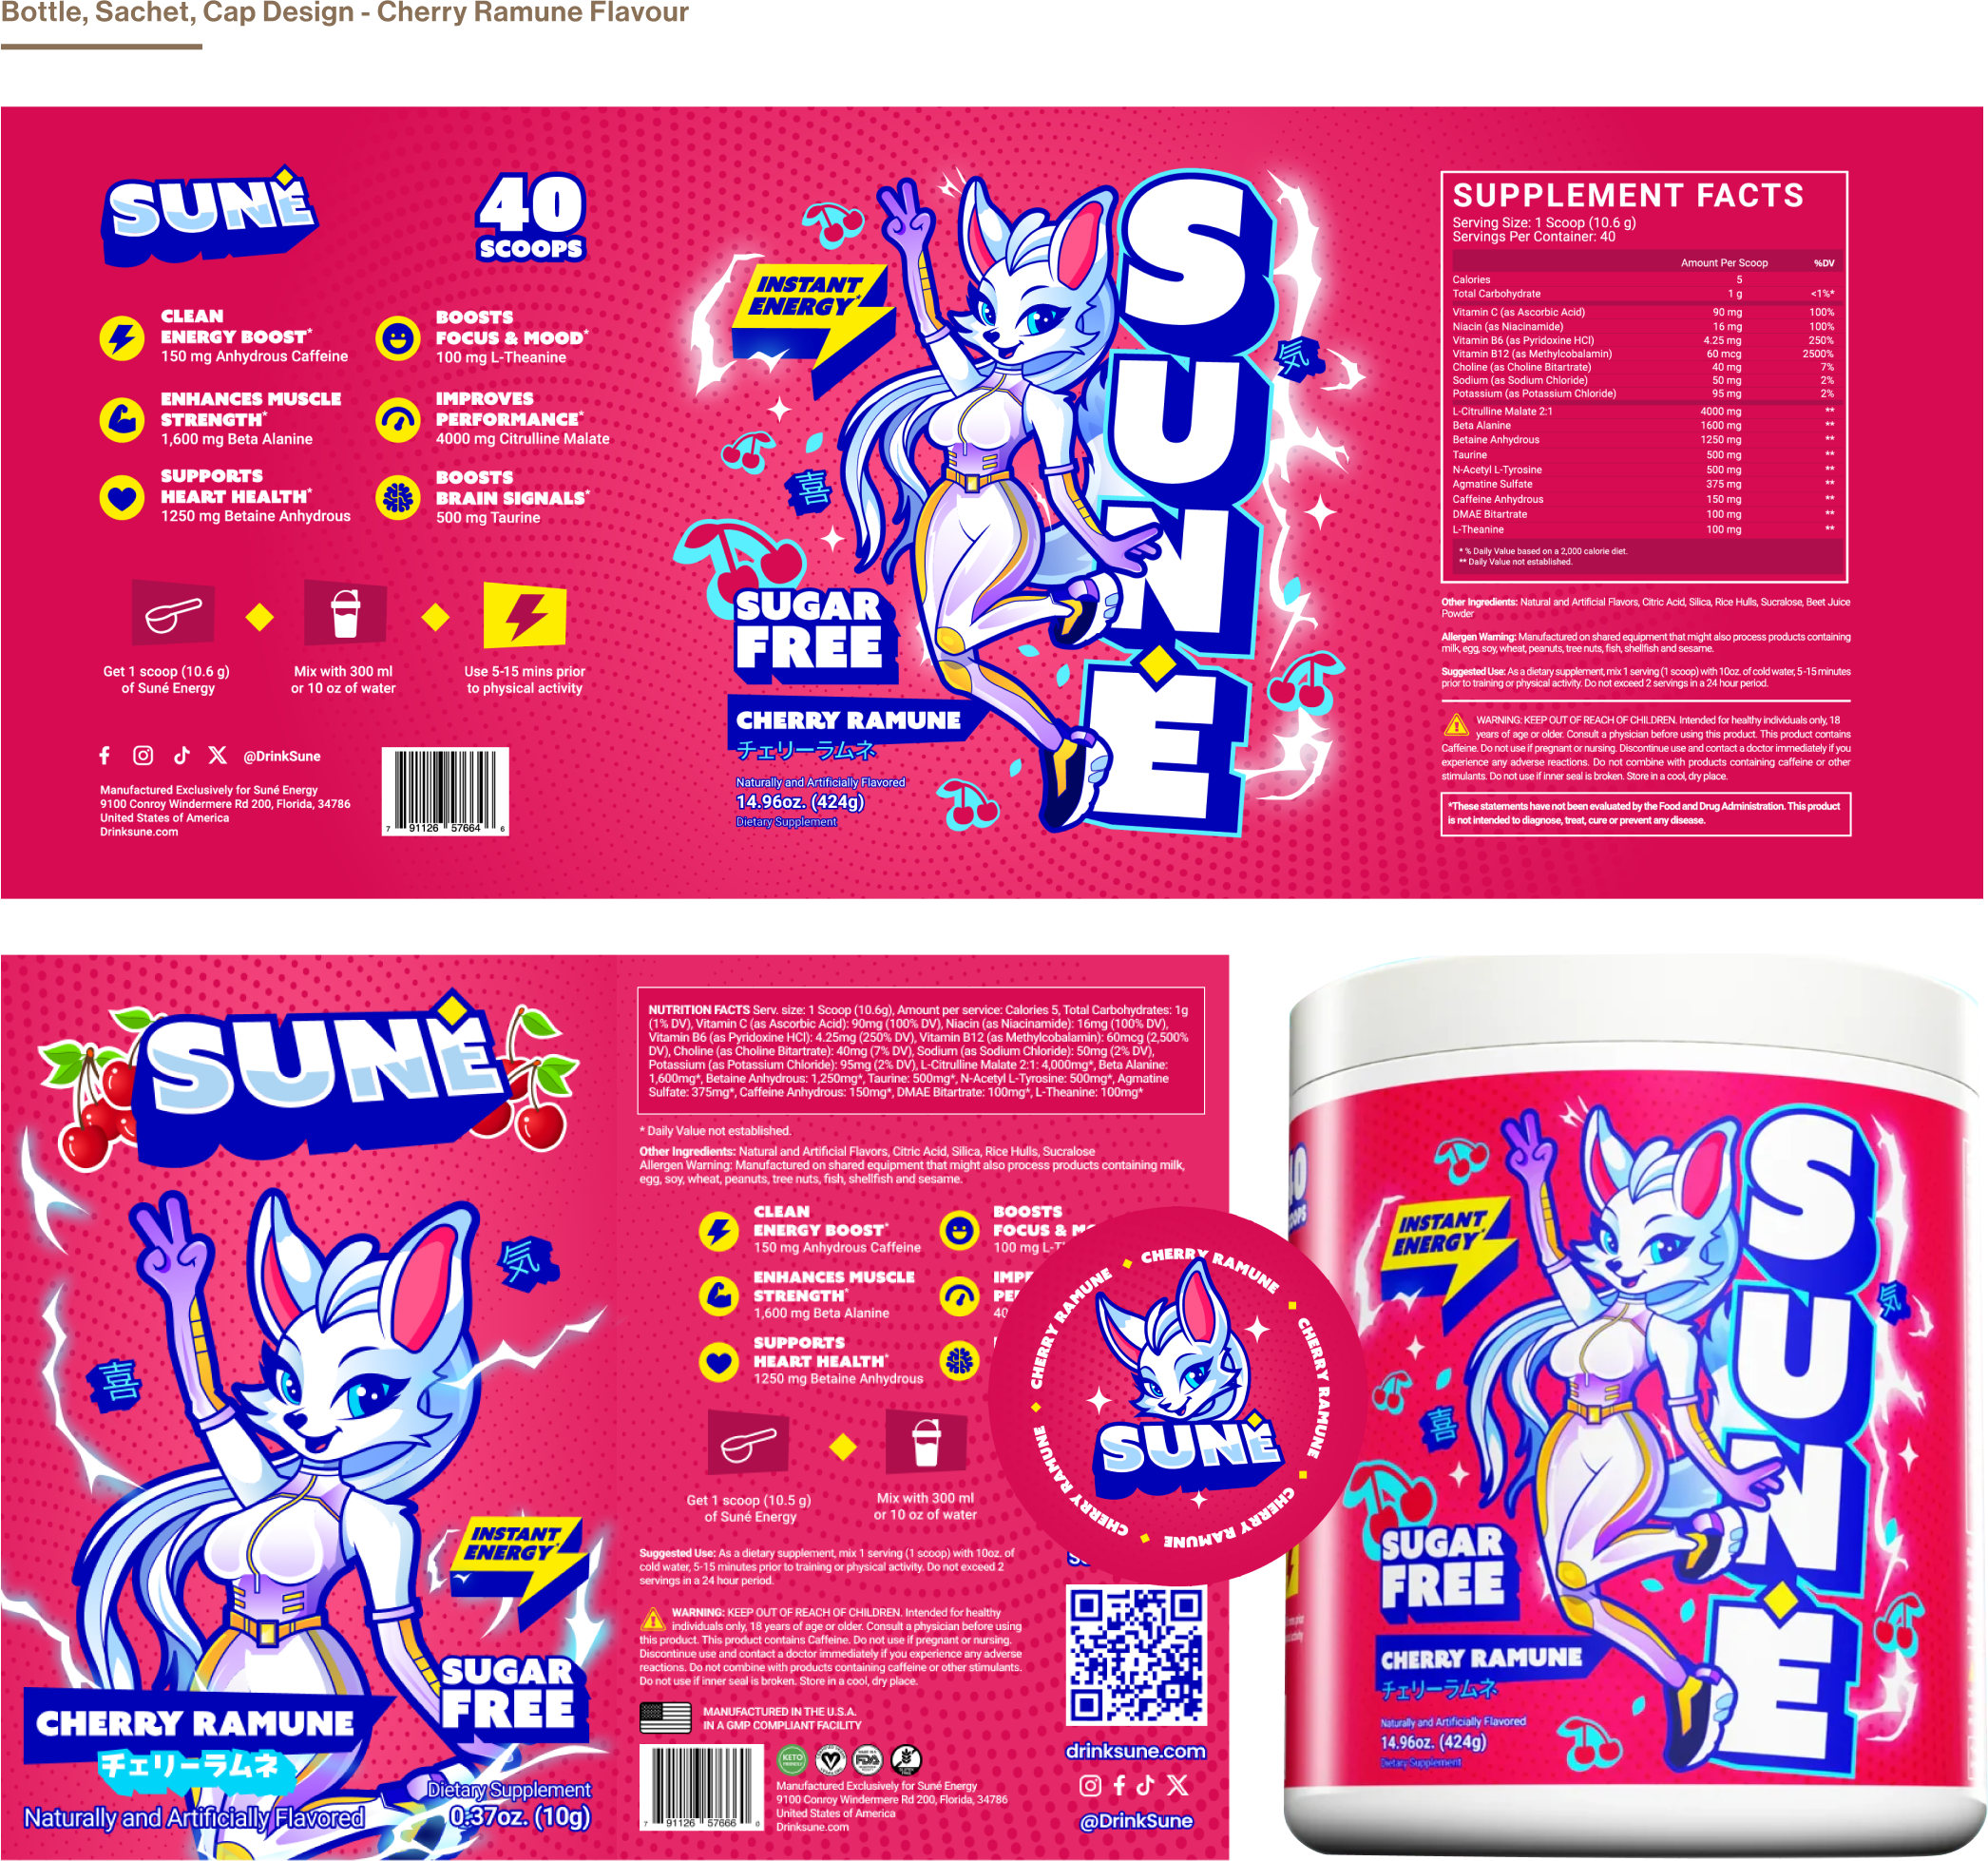 Bottle, Sachet, Cap Design - Cherry Ramune Flavour
SUNÉ
40
SCOOPS
CLEAN
ENERGY BOOST*
150 mg Anhydrous Caffeine
BOOSTS
FOCUS & MOOD*
100 mg L-Theanine
ENHANCES MUSCLE
STRENGTH*
1,600 mg Beta Alanine
IMPROVES
PERFORMANCE*
4000 mg Citrulline Malate
SUPPORTS
HEART HEALTH*
1250 mg Betaine Anhydrous
BOOSTS
BRAIN SIGNALS*
500 mg Taurine
Get 1 scoop (10.6 g)
of Suné Energy
Mix with 300 ml
or 10 oz of water
Use 5-15 mins prior
to physical activity
@DrinkSune
Manufactured Exclusively for Suné Energy
9100 Conroy Windermere Rd 200, Florida, 34786
United States of America
Drinksune.com
7 91126 57664 6
INSTANT
ENERGY*
気
喜
SUNÉ
SUGAR
FREE
CHERRY RAMUNE
チェリーラムネ
Naturally and Artificially Flavored
14.96oz. (424g)
Dietary Supplement
SUPPLEMENT FACTS
Serving Size: 1 Scoop (10.6 g)
Servings Per Container: 40
Amount Per Scoop %DV
Calories 5
Total Carbohydrate 1 g <1%*
Vitamin C (as Ascorbic Acid) 90 mg 100%
Niacin (as Niacinamide) 16 mg 100%
Vitamin B6 (as Pyridoxine HCl) 4.25 mg 250%
Vitamin B12 (as Methylcobalamin) 60 mcg 2500%
Choline (as Choline Bitartrate) 40 mg 7%
Sodium (as Sodium Chloride) 50 mg 2%
Potassium (as Potassium Chloride) 95 mg 2%
L-Citrulline Malate 2:1 4000 mg **
Beta Alanine 1600 mg **
Betaine Anhydrous 1250 mg **
Taurine 500 mg **
N-Acetyl L-Tyrosine 500 mg **
Agmatine Sulfate 375 mg **
Caffeine Anhydrous 150 mg **
DMAE Bitartrate 100 mg **
L-Theanine 100 mg **
* % Daily Value based on a 2,000 calorie diet.
** Daily Value not established.
Other Ingredients: Natural and Artificial Flavors, Citric Acid, Silica, Rice Hulls, Sucralose, Beet Juice
Powder
Allergen Warning: Manufactured on shared equipment that might also process products containing
milk, egg, soy, wheat, peanuts, tree nuts, fish, shellfish and sesame.
Suggested Use: As a dietary supplement, mix 1 serving (1 scoop) with 10oz. of cold water, 5-15 minutes
prior to training or physical activity. Do not exceed 2 servings in a 24 hour period.
WARNING: KEEP OUT OF REACH OF CHILDREN. Intended for healthy individuals only, 18
years of age or older. Consult a physician before using this product. This product contains
Caffeine. Do not use if pregnant or nursing. Discontinue use and contact a doctor immediately if you
experience any adverse reactions. Do not combine with products containing caffeine or other
stimulants. Do not use if inner seal is broken. Store in a cool, dry place.
*These statements have not been evaluated by the Food and Drug Administration. This product
is not intended to diagnose, treat, cure or prevent any disease.
SUNÉ
気
喜
INSTANT
ENERGY*
SUGAR
FREE
CHERRY RAMUNE
チェリーラムネ
Dietary Supplement
Naturally and Artificially Flavored
0.37oz. (10g)
NUTRITION FACTS Serv. size: 1 Scoop (10.6g), Amount per service: Calories 5, Total Carbohydrates: 1g
(1% DV), Vitamin C (as Ascorbic Acid): 90mg (100% DV), Niacin (as Niacinamide): 16mg (100% DV),
Vitamin B6 (as Pyridoxine HCl): 4.25mg (250% DV), Vitamin B12 (as Methylcobalamin): 60mcg (2,500%
DV), Choline (as Choline Bitartrate): 40mg (7% DV), Sodium (as Sodium Chloride): 50mg (2% DV),
Potassium (as Potassium Chloride): 95mg (2% DV), L-Citrulline Malate 2:1: 4,000mg*, Beta Alanine:
1,600mg*, Betaine Anhydrous: 1,250mg*, Taurine: 500mg*, N-Acetyl L-Tyrosine: 500mg*, Agmatine
Sulfate: 375mg*, Caffeine Anhydrous: 150mg*, DMAE Bitartrate: 100mg*, L-Theanine: 100mg*
* Daily Value not established.
Other Ingredients: Natural and Artificial Flavors, Citric Acid, Silica, Rice Hulls, Sucralose
Allergen Warning: Manufactured on shared equipment that might also process products containing milk,
egg, soy, wheat, peanuts, tree nuts, fish, shellfish and sesame.
CLEAN
ENERGY BOOST*
150 mg Anhydrous Caffeine
BOOSTS
FOCUS &
100 mg
ENHANCES MUSCLE
STRENGTH*
1,600 mg Beta Alanine
SUPPORTS
HEART HEALTH*
1250 mg Betaine Anhydrous
Get 1 scoop (10.5 g)
of Suné Energy
Mix with 300 ml
or 10 oz of water
Suggested Use: As a dietary supplement, mix 1 serving (1 scoop) with 10oz. of
cold water, 5-15 minutes prior to training or physical activity. Do not exceed 2
servings in a 24 hour period.
WARNING: KEEP OUT OF REACH OF CHILDREN. Intended for healthy
individuals only, 18 years of age or older. Consult a physician before using
this product. This product contains Caffeine. Do not use if pregnant or nursing.
Discontinue use and contact a doctor immediately if you experience any adverse
reactions. Do not combine with products containing caffeine or other stimulants.
Do not use if inner seal is broken. Store in a cool, dry place.
MANUFACTURED IN THE U.S.A.
IN A GMP COMPLIANT FACILITY
KETO
FDA
7 91126 57666 0
Manufactured Exclusively for Suné Energy
9100 Conroy Windermere Rd 200, Florida, 34786
United States of America
Drinksune.com
drinksune.com
@DrinkSune
CHERRY RAMUNE
CHERRY RAMUNE
CHERRY RAMUNE
CHERRY RAMUNE
CHERRY RAMUNE
SUNÉ
INSTANT
ENERGY*
気
喜
SUNÉ
SUGAR
FREE
CHERRY RAMUNE
チェリーラムネ
Naturally and Artificially Flavored
14.96oz. (424g)
Dietary Supplement